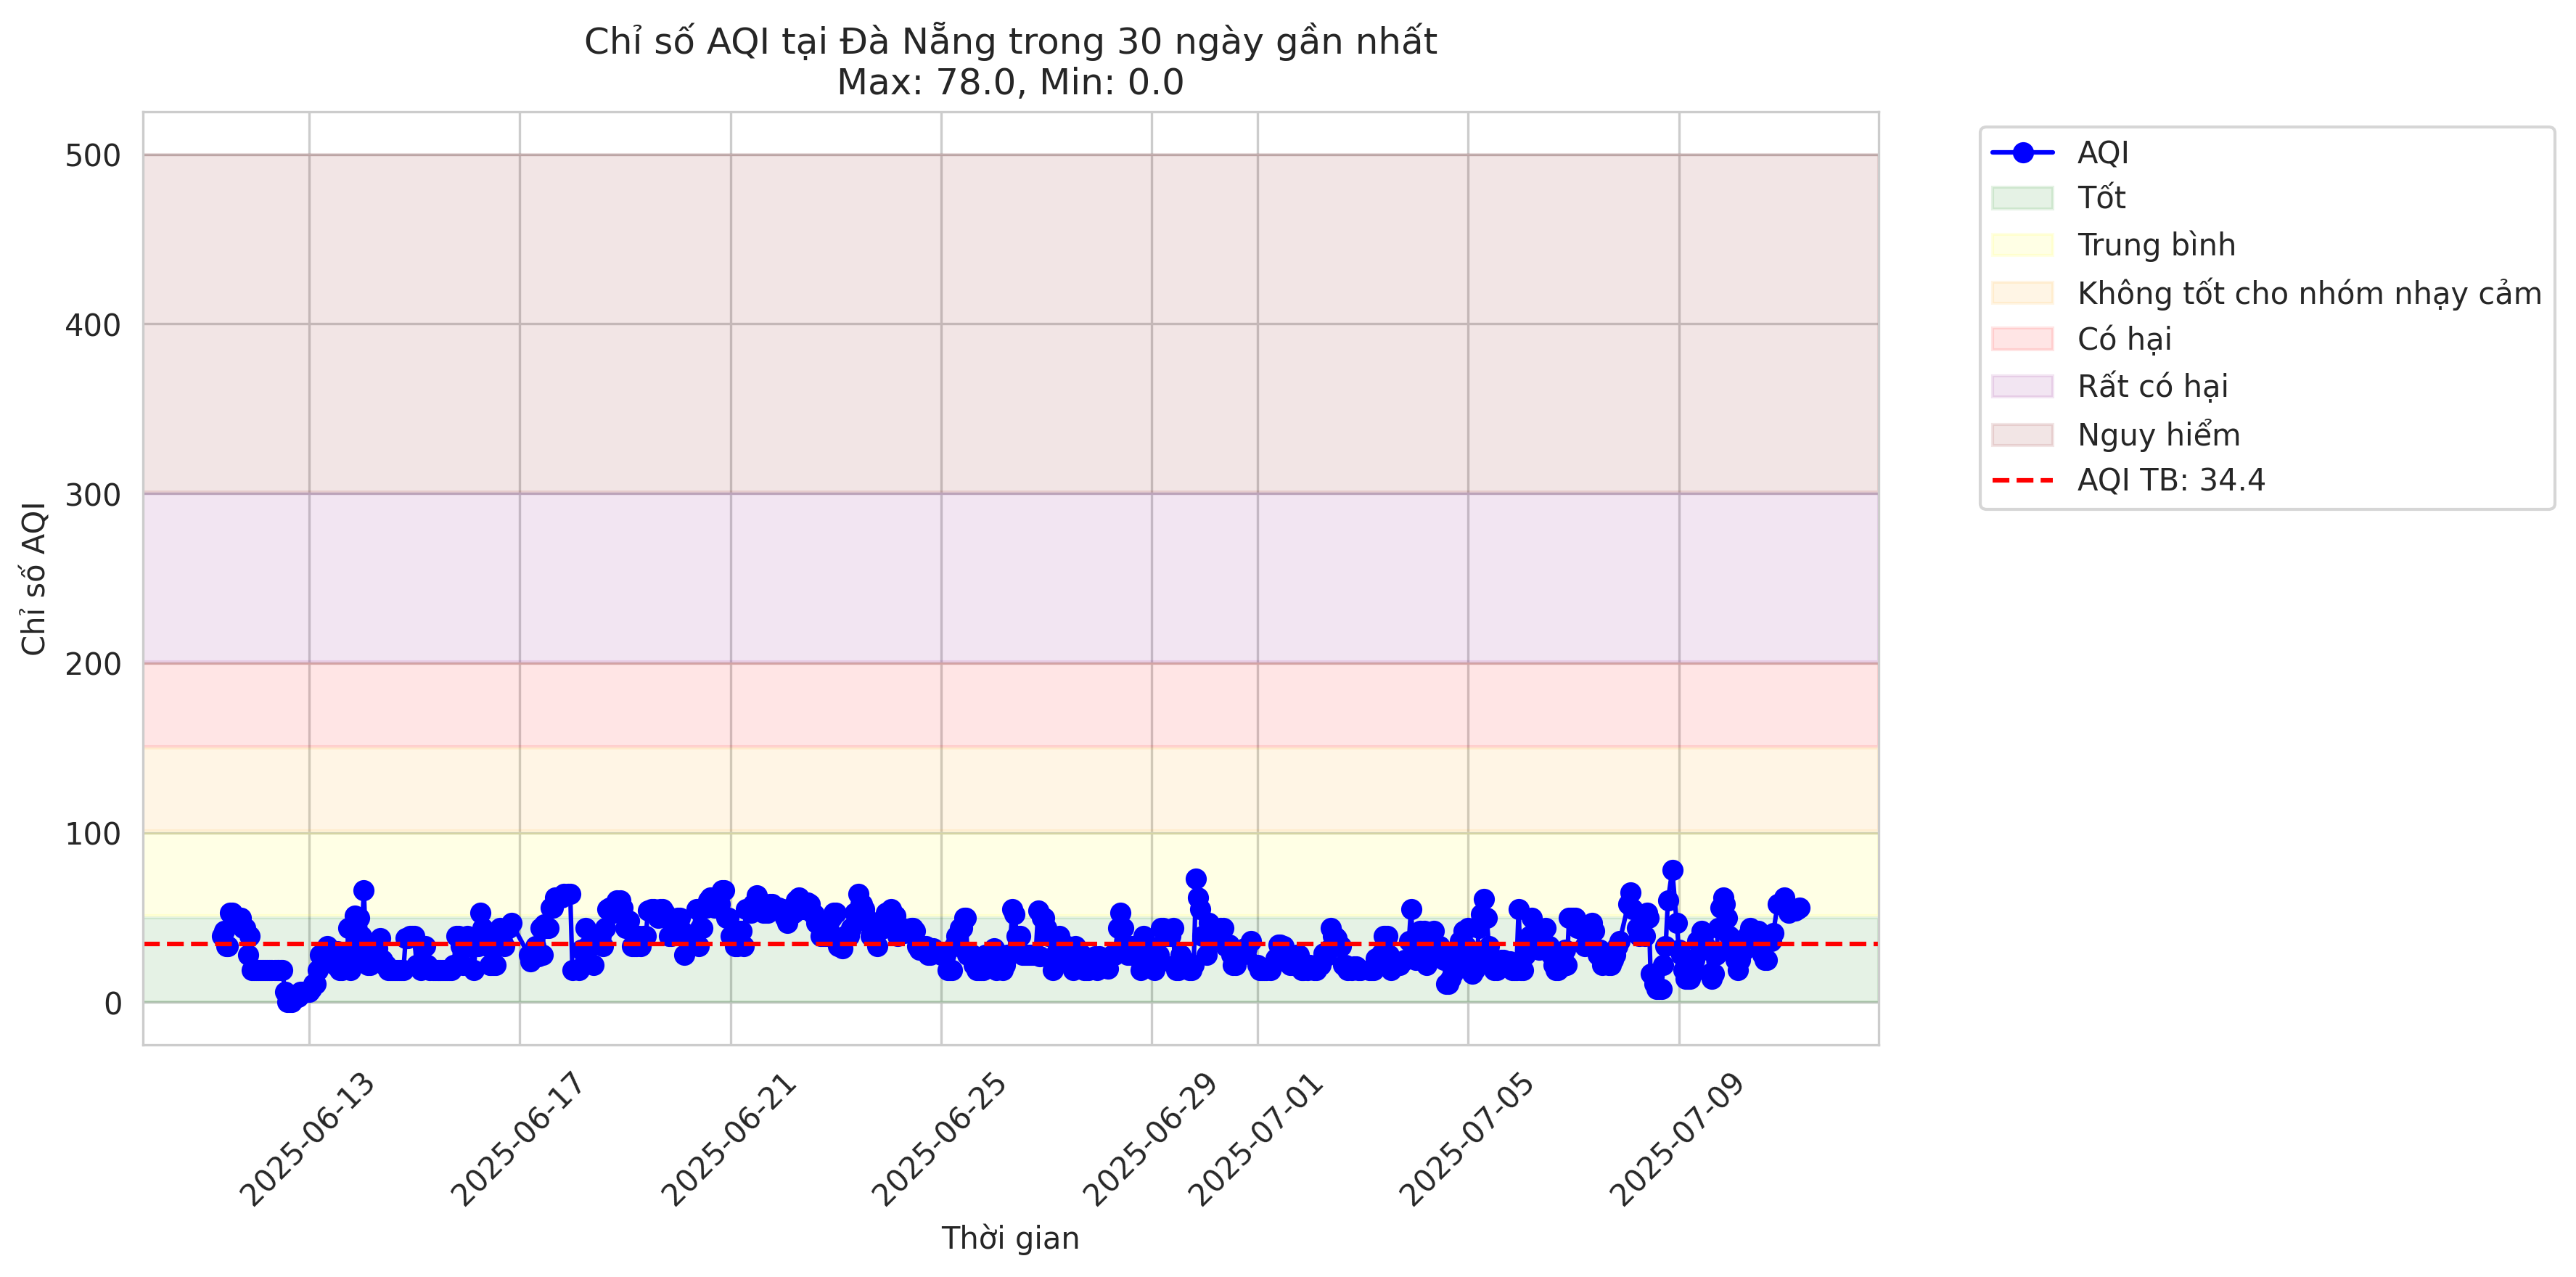 Chỉ số AQI tại Đà Nẵng trong 30 ngày gần nhất
Max: 78.0, Min: 0.0
Chỉ số AQI
500
400
300
200
100
0
2025-06-13
2025-06-17
2025-06-21
2025-06-25
2025-06-29
2025-07-01
2025-07-05
2025-07-09
Thời gian
AQI
Tốt
Trung bình
Không tốt cho nhóm nhạy cảm
Có hại
Rất có hại
Nguy hiểm
AQI TB: 34.4